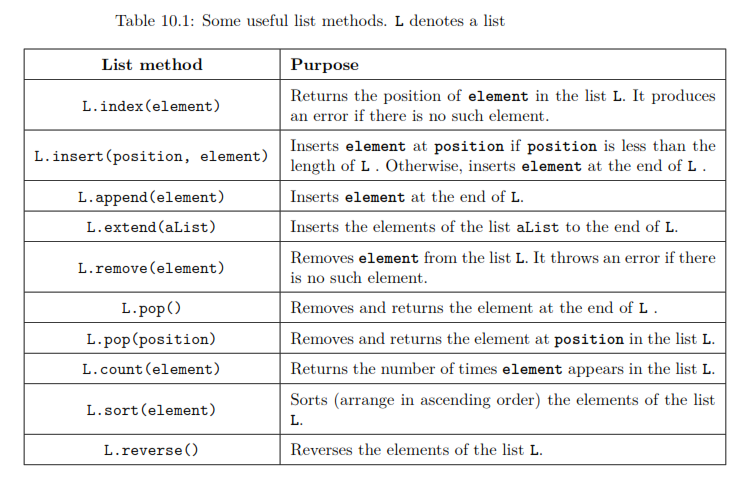 Table 10.1: Some useful list methods. L denotes a list
List method Purpose
L.index(element) Returns the position of element in the list L. It produces
an error if there is no such element.
L.insert(position, element) Inserts element at position if position is less than the
length of L . Otherwise, inserts element at the end of L .
L.append(element) Inserts element at the end of L.
L.extend(aList) Inserts the elements of the list aList to the end of L.
L.remove(element) Removes element from the list L. It throws an error if there
is no such element.
L.pop() Removes and returns the element at the end of L .
L.pop(position) Removes and returns the element at position in the list L.
L.count(element) Returns the number of times element appears in the list L.
L.sort(element) Sorts (arrange in ascending order) the elements of the list
L.
L.reverse() Reverses the elements of the list L.